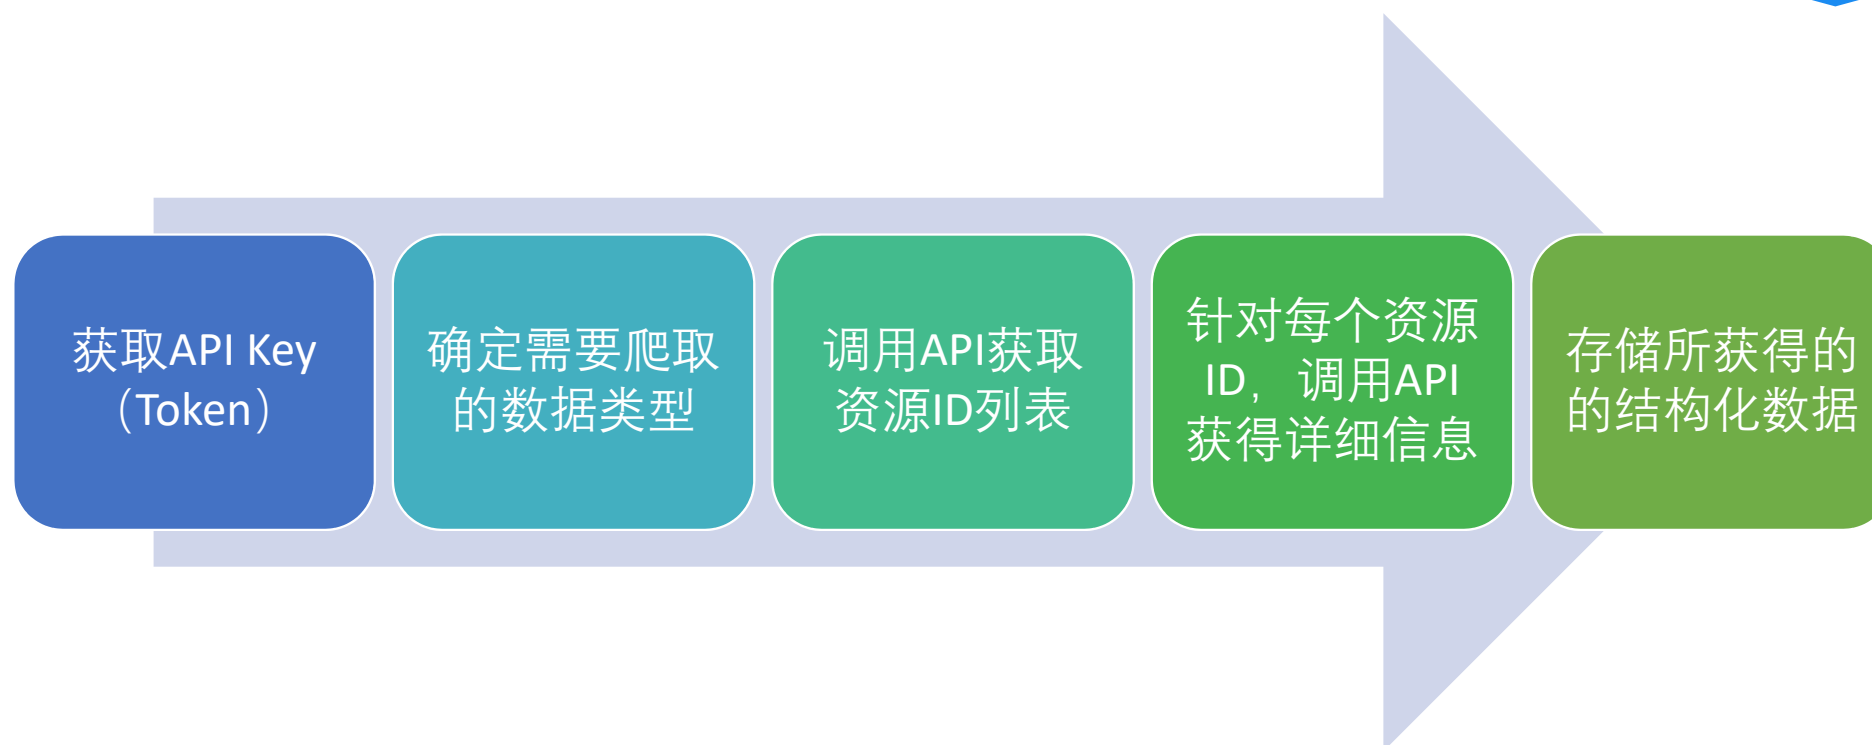 获取API Key
（Token）
确定需要爬取
的数据类型
调用API获取
资源ID列表
针对每个资源
ID，调用API
获得详细信息
存储所获得的
的结构化数据